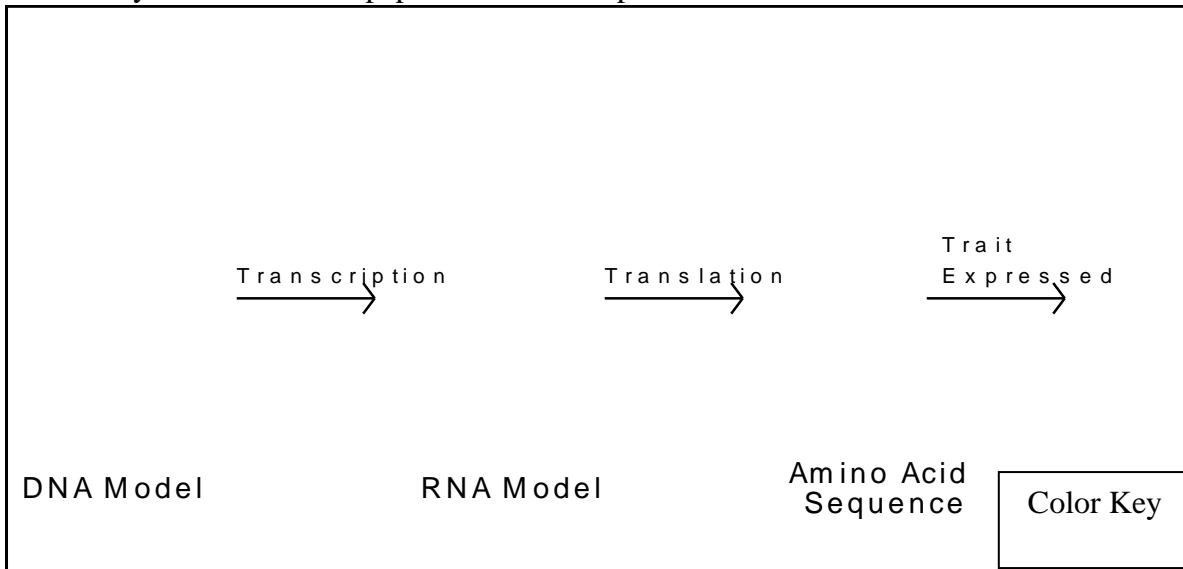 Trait
Transcription Translation Expressed
DNA Model RNA Model Amino Acid
Sequence Color Key